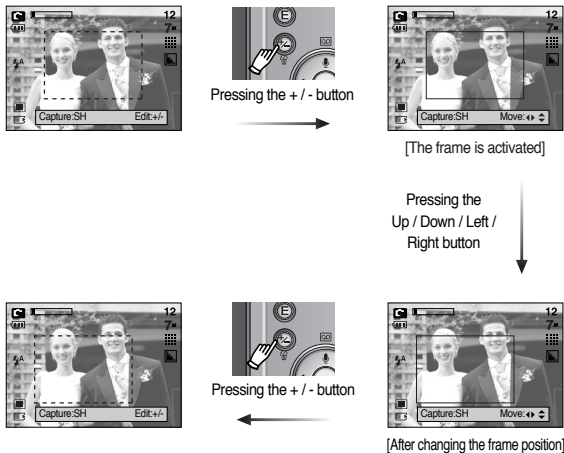 12
7M
Capture:SH Edit:+/-
E
+/-
Pressing the + / - button
12
7M
Capture:SH Move:
[The frame is activated]
Pressing the
Up / Down / Left /
Right button
12
7M
Capture:SH Move:
[After changing the frame position]
E
+/-
Pressing the + / - button
12
7M
Capture:SH Edit:+/-